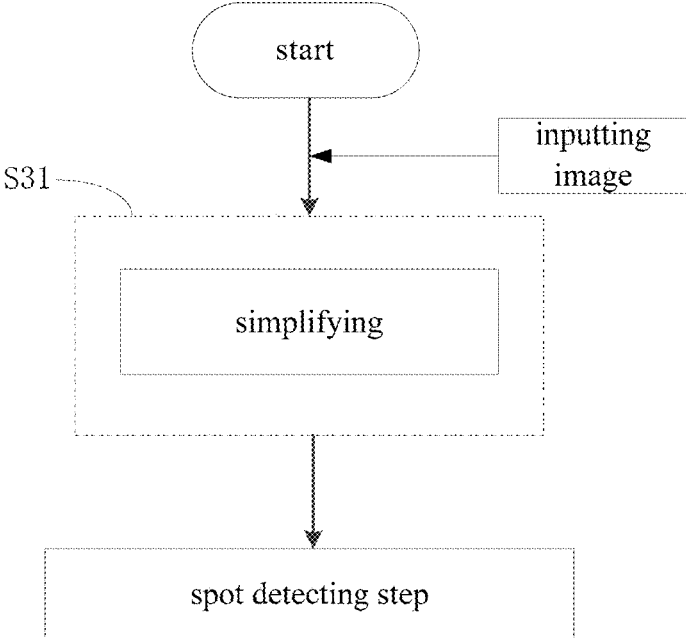 start
inputting
image
S31
simplifying
spot detecting step